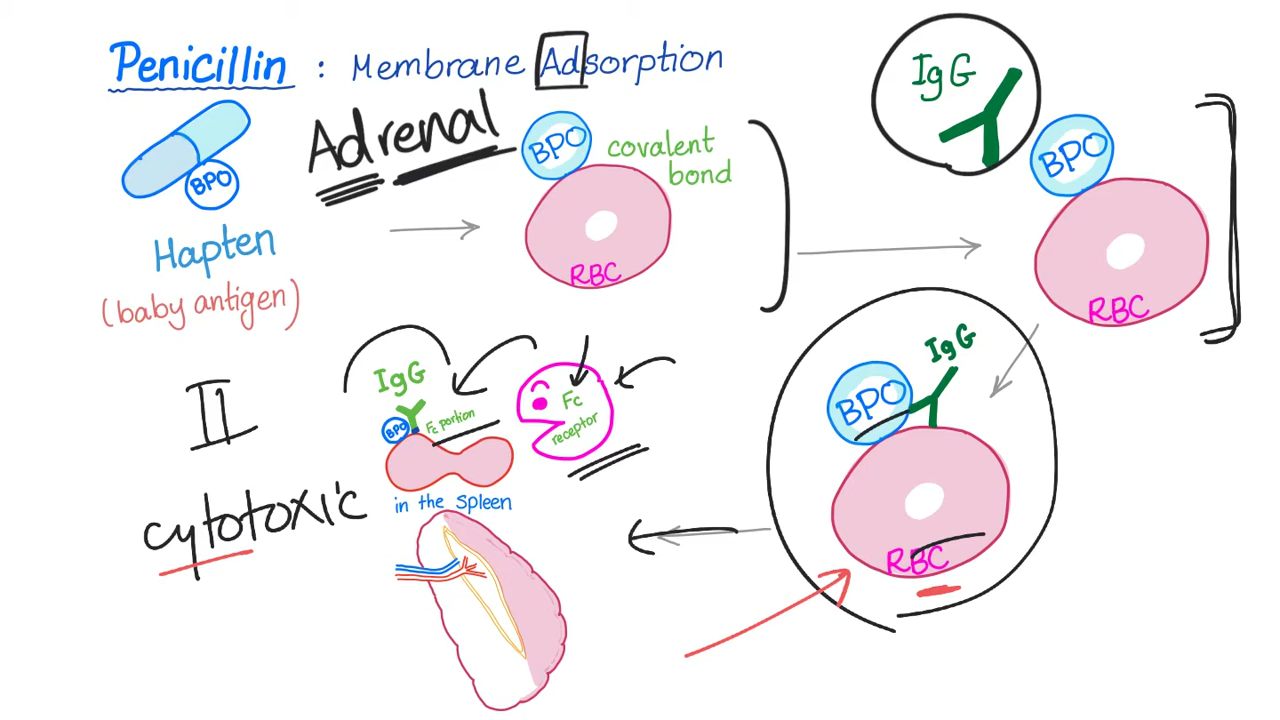 Penicillin : Membrane Adsorption
Adrenal
BPO
Hapten
(baby antigen)
BPO
covalent
bond
RBC
IgG
BPO
RBC
II
cytotoxic
IgG
BPO
Fc portion
Fc
receptor
in the Spleen
IgG
BPO
RBC